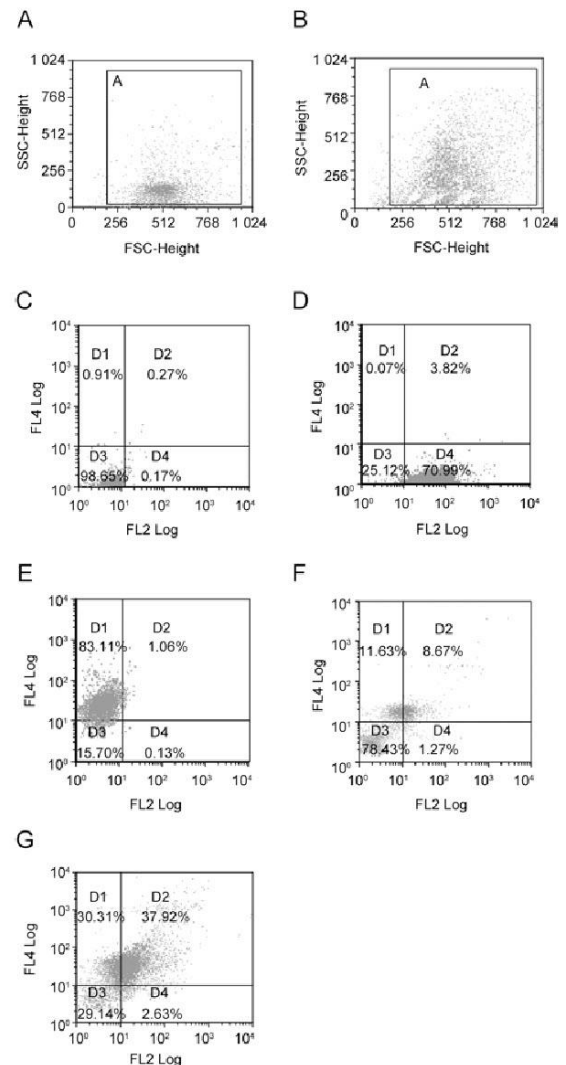 A
1 024
768
512
256
0
SSC-Height
A
0 256 512 768 1 024
FSC-Height
B
1 024
768
512
256
0
SSC-Height
A
0 256 512 768 1 024
FSC-Height
C
10⁴
10³
10²
10¹
10⁰
FL4 Log
D1 D2
0.91% 0.27%
D3 D4
98.65% 0.17%
10⁰ 10¹ 10² 10³ 10⁴
FL2 Log
D
10⁴
10³
10²
10¹
10⁰
FL4 Log
D1 D2
0.07% 3.82%
D3 D4
25.12% 70.99%
10⁰ 10¹ 10² 10³ 10⁴
FL2 Log
E
10⁴
10³
10²
10¹
10⁰
FL4 Log
D1 D2
83.11% 1.06%
D3 D4
15.70% 0.13%
10⁰ 10¹ 10² 10³ 10⁴
FL2 Log
F
10⁴
10³
10²
10¹
10⁰
FL4 Log
D1 D2
11.63% 8.67%
D3 D4
78.43% 1.27%
10⁰ 10¹ 10² 10³ 10⁴
FL2 Log
G
10⁴
10³
10²
10¹
10⁰
FL4 Log
D1 D2
30.31% 37.92%
D3 D4
29.14% 2.63%
10⁰ 10¹ 10² 10³ 10⁴
FL2 Log